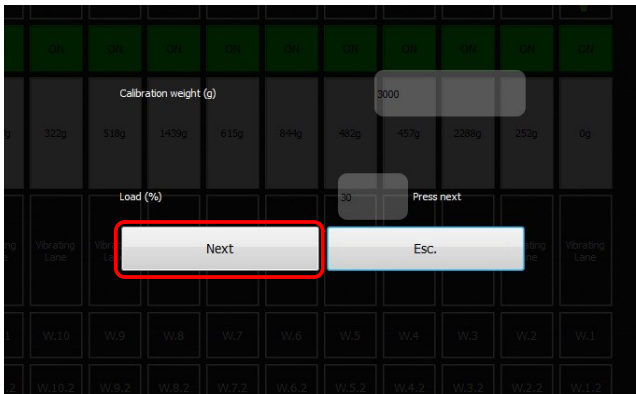 ON ON ON ON ON ON ON ON ON
Calibration weight (g) 3000
322g 518g 1439g 615g 844g 482g 457g 2288g 252g 0g
Load (%) 30 Press next
Next Esc.
Vibrating Vibrating
Lane Lane
W.10 W.9 W.8 W.7 W.6 W.5 W.4 W.3 W.2 W.1
W.10.2 W.9.2 W.8.2 W.7.2 W.6.2 W.5.2 W.4.2 W.3.2 W.2.2 W.1.2